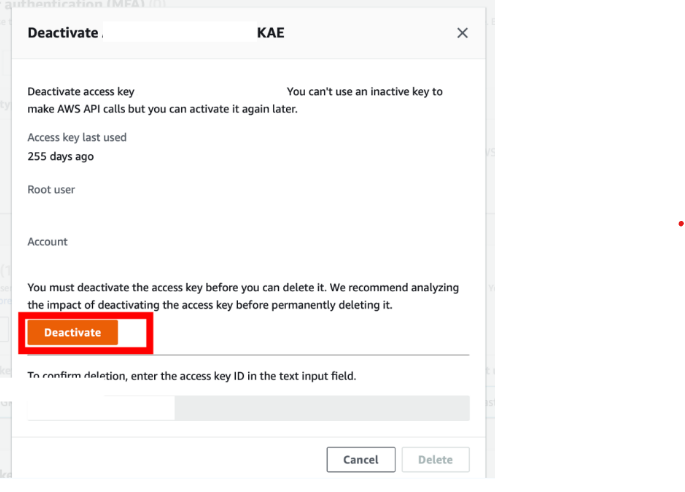 authentication (MFA) (0)
Deactivate KAE
Deactivate access key You can't use an inactive key to
make AWS API calls but you can activate it again later.
Access key last used
255 days ago
Root user
Account
You must deactivate the access key before you can delete it. We recommend analyzing
the impact of deactivating the access key before permanently deleting it.
Deactivate
To confirm deletion, enter the access key ID in the text input field.
Cancel Delete